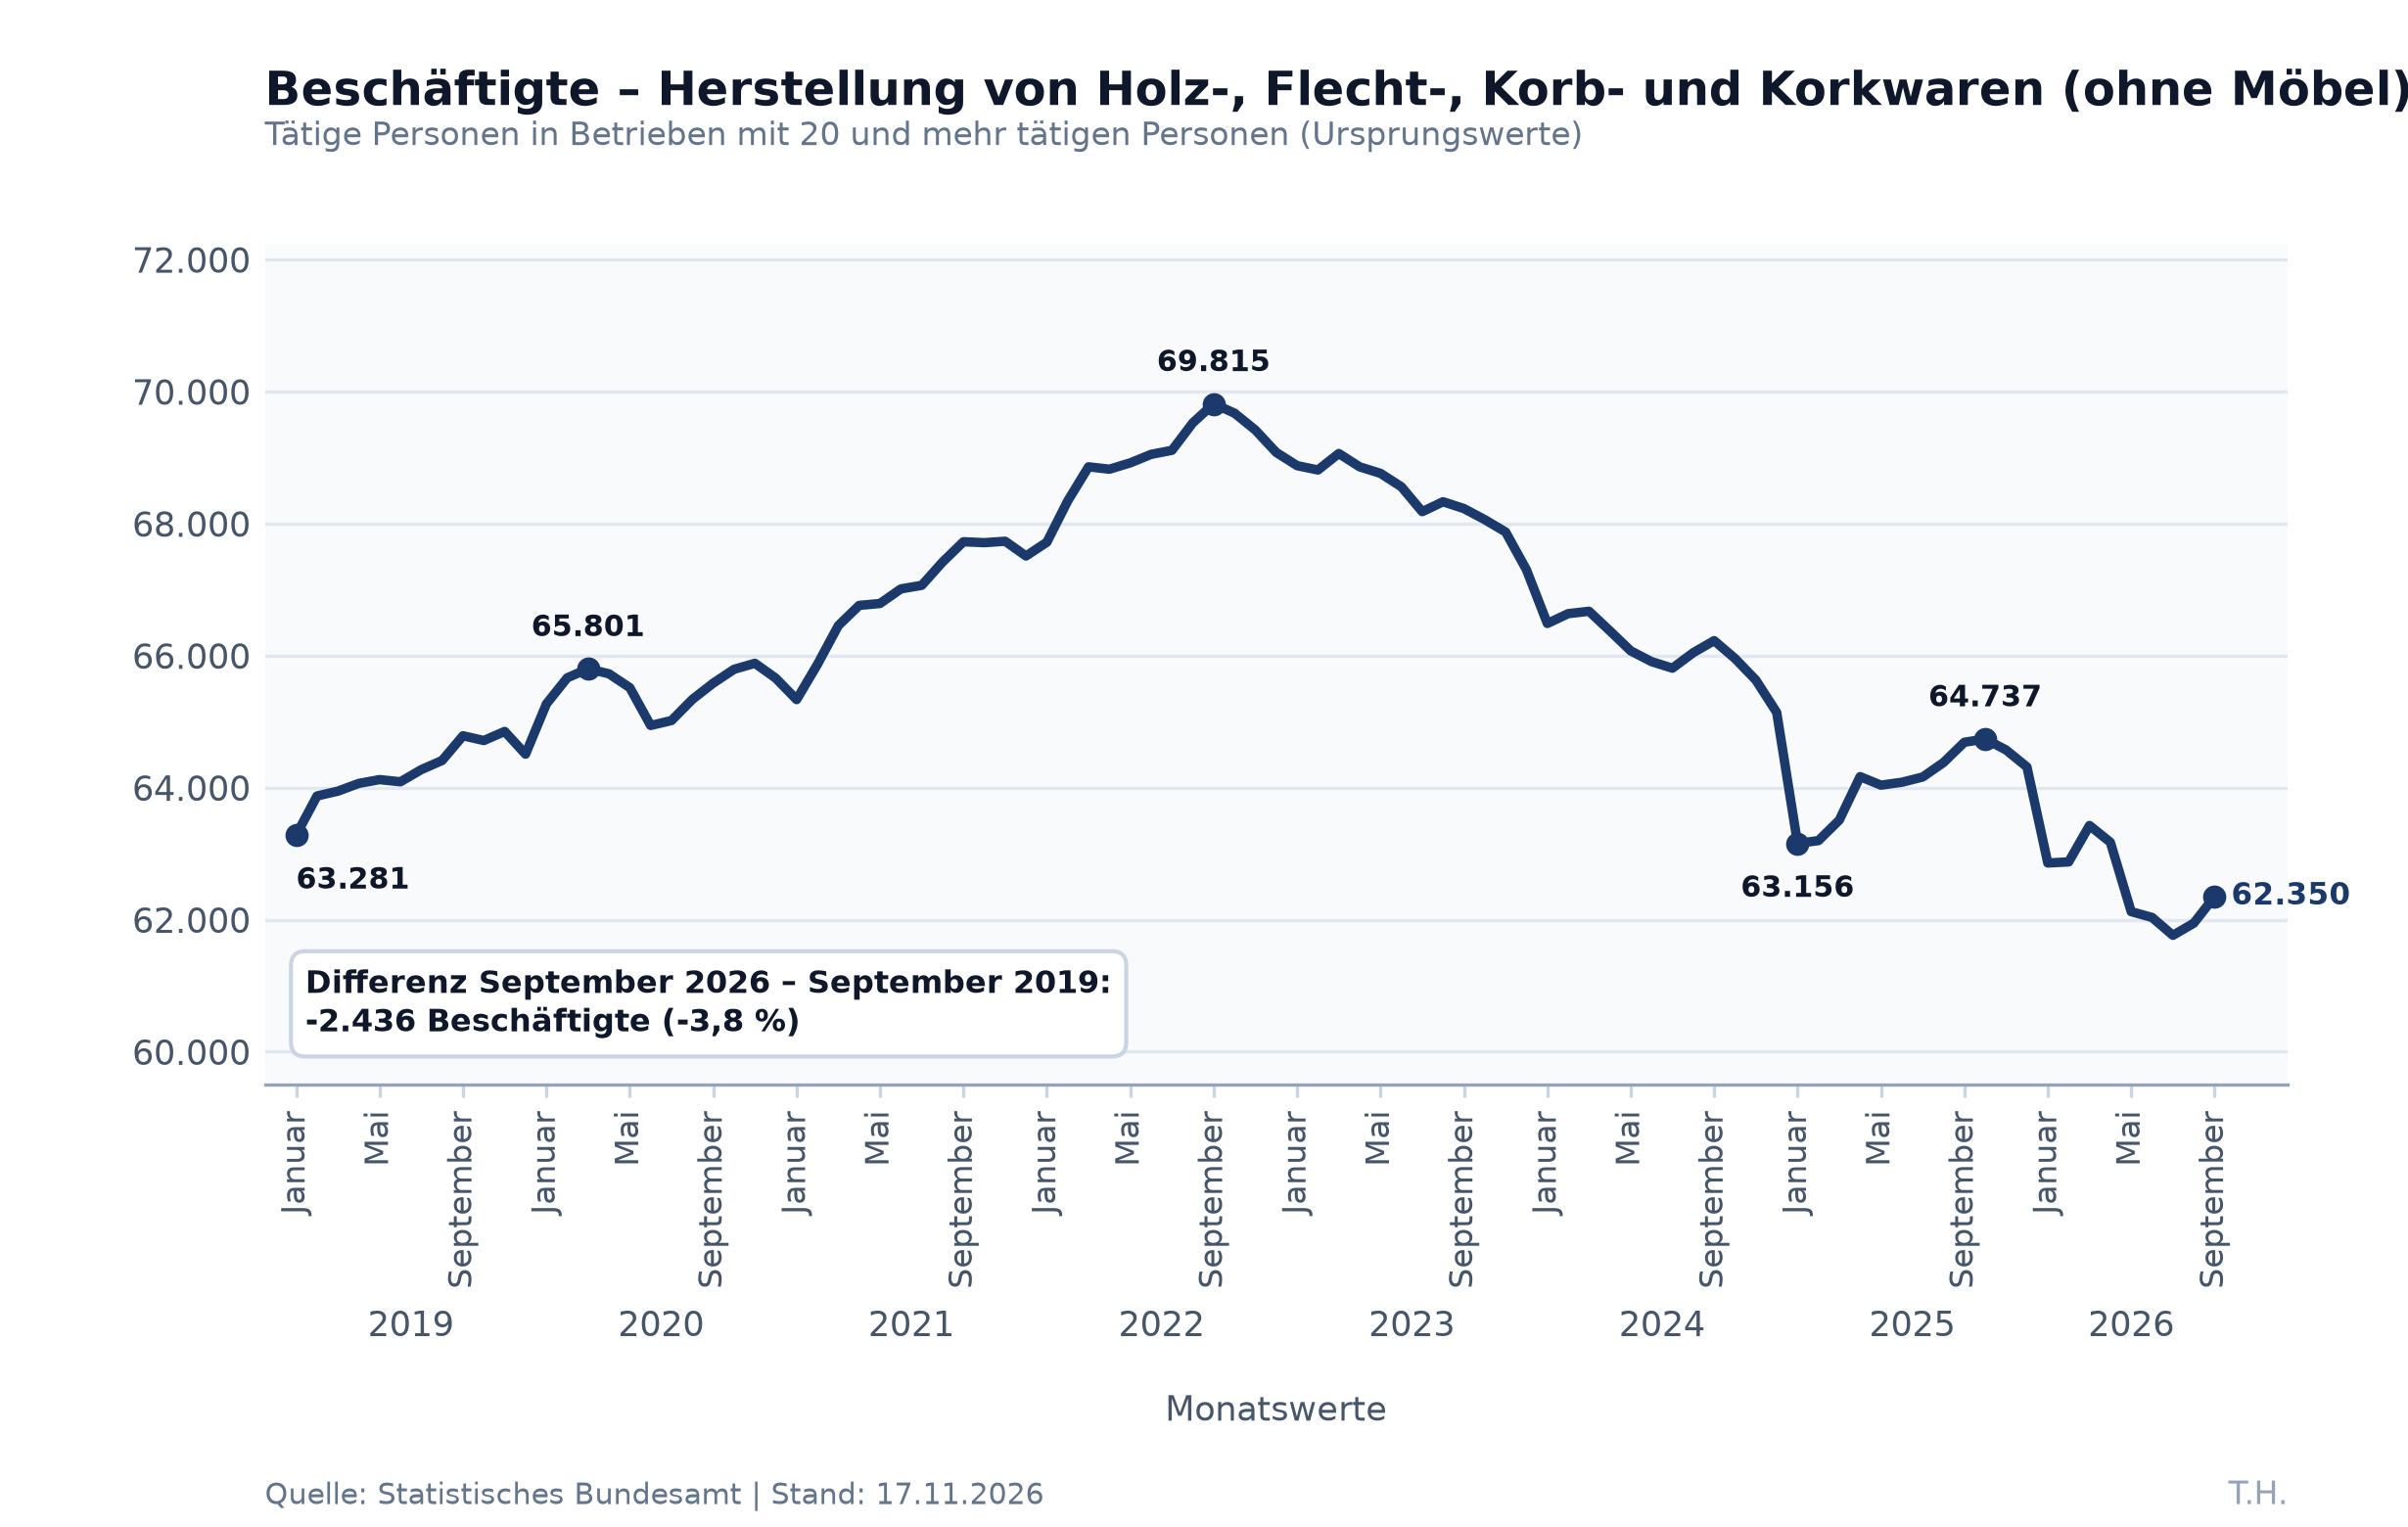 Beschäftigte – Herstellung von Holz-, Flecht-, Korb- und Korkwaren (ohne Möbel)
Tätige Personen in Betrieben mit 20 und mehr tätigen Personen (Ursprungswerte)
72.000
70.000
68.000
66.000
64.000
62.000
60.000
69.815
65.801
64.737
63.281
63.156
62.350
Differenz September 2026 – September 2019:
-2.436 Beschäftigte (-3,8 %)
Januar Mai September Januar Mai September Januar Mai September Januar Mai September Januar Mai September Januar Mai September Januar Mai September Januar Mai September
2019 2020 2021 2022 2023 2024 2025 2026
Monatswerte
Quelle: Statistisches Bundesamt | Stand: 17.11.2026
T.H.